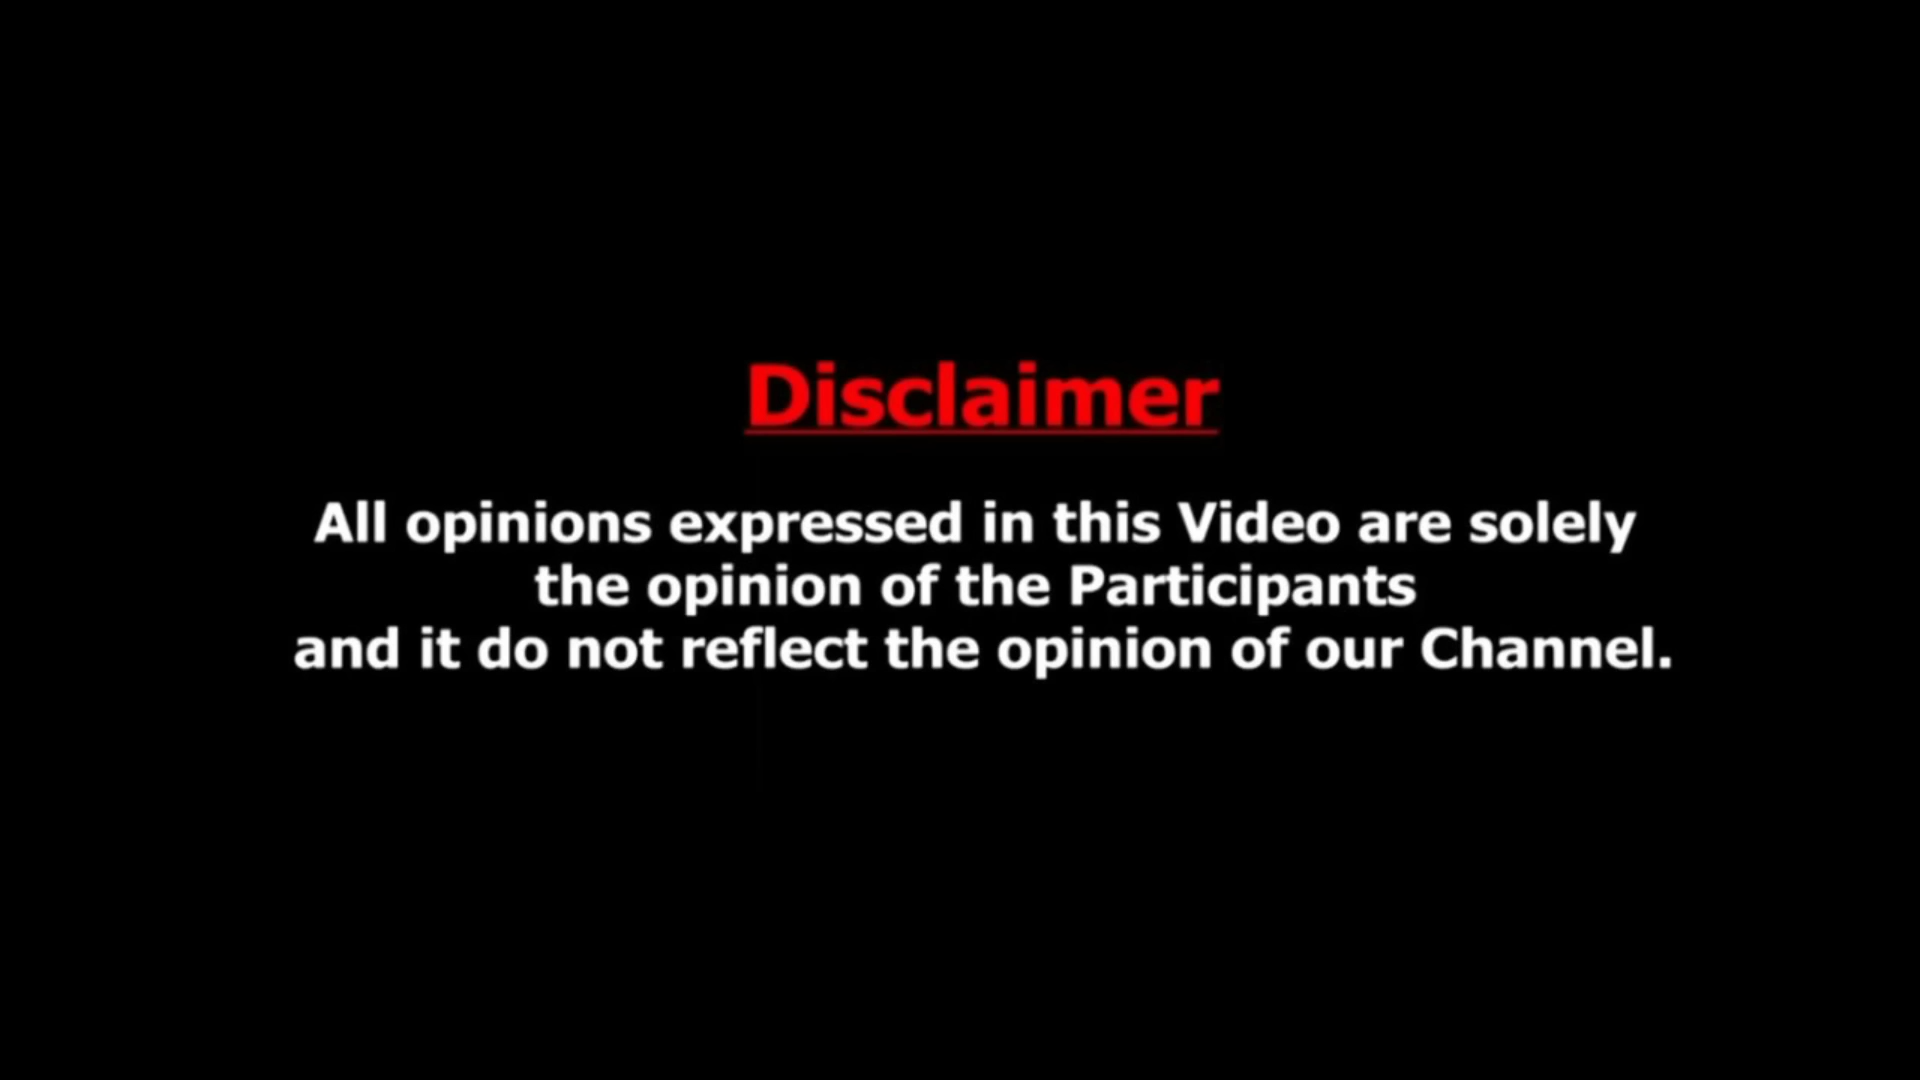 Disclaimer
All opinions expressed in this Video are solely
the opinion of the Participants
and it do not reflect the opinion of our Channel.